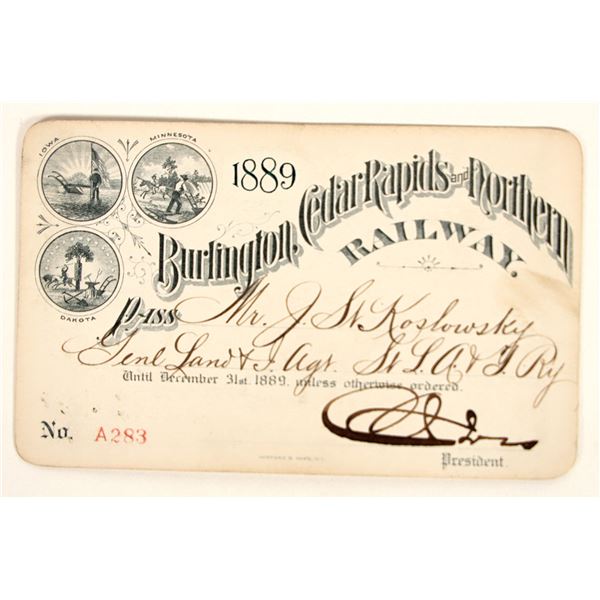 IOWA
MINNESOTA
DAKOTA
1889
Burlington, Cedar Rapids and Northern
RAILWAY.
Pass Mr. J. St Koslowsky
Genl Land & I. Agt. St L. A & T Ry
Until December 31st. 1889, unless otherwise ordered.
No. A283
President.